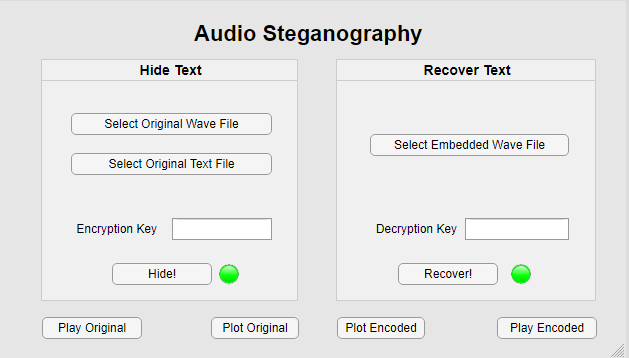 Audio Steganography
Hide Text
Select Original Wave File
Select Original Text File
Encryption Key
Hide!
Recover Text
Select Embedded Wave File
Decryption Key
Recover!
Play Original
Plot Original
Plot Encoded
Play Encoded